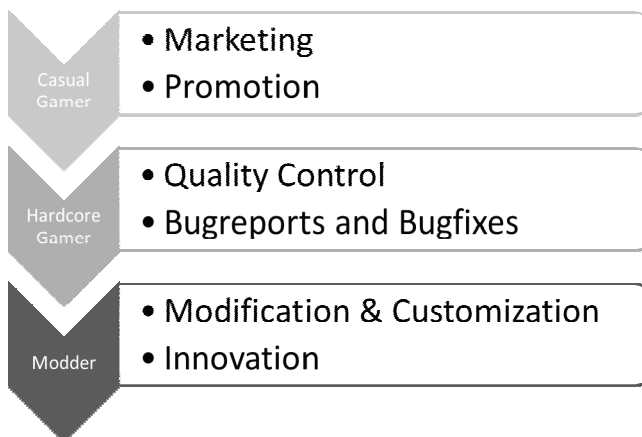 Casual
Gamer
• Marketing
• Promotion
Hardcore
Gamer
• Quality Control
• Bugreports and Bugfixes
Modder
• Modification & Customization
• Innovation